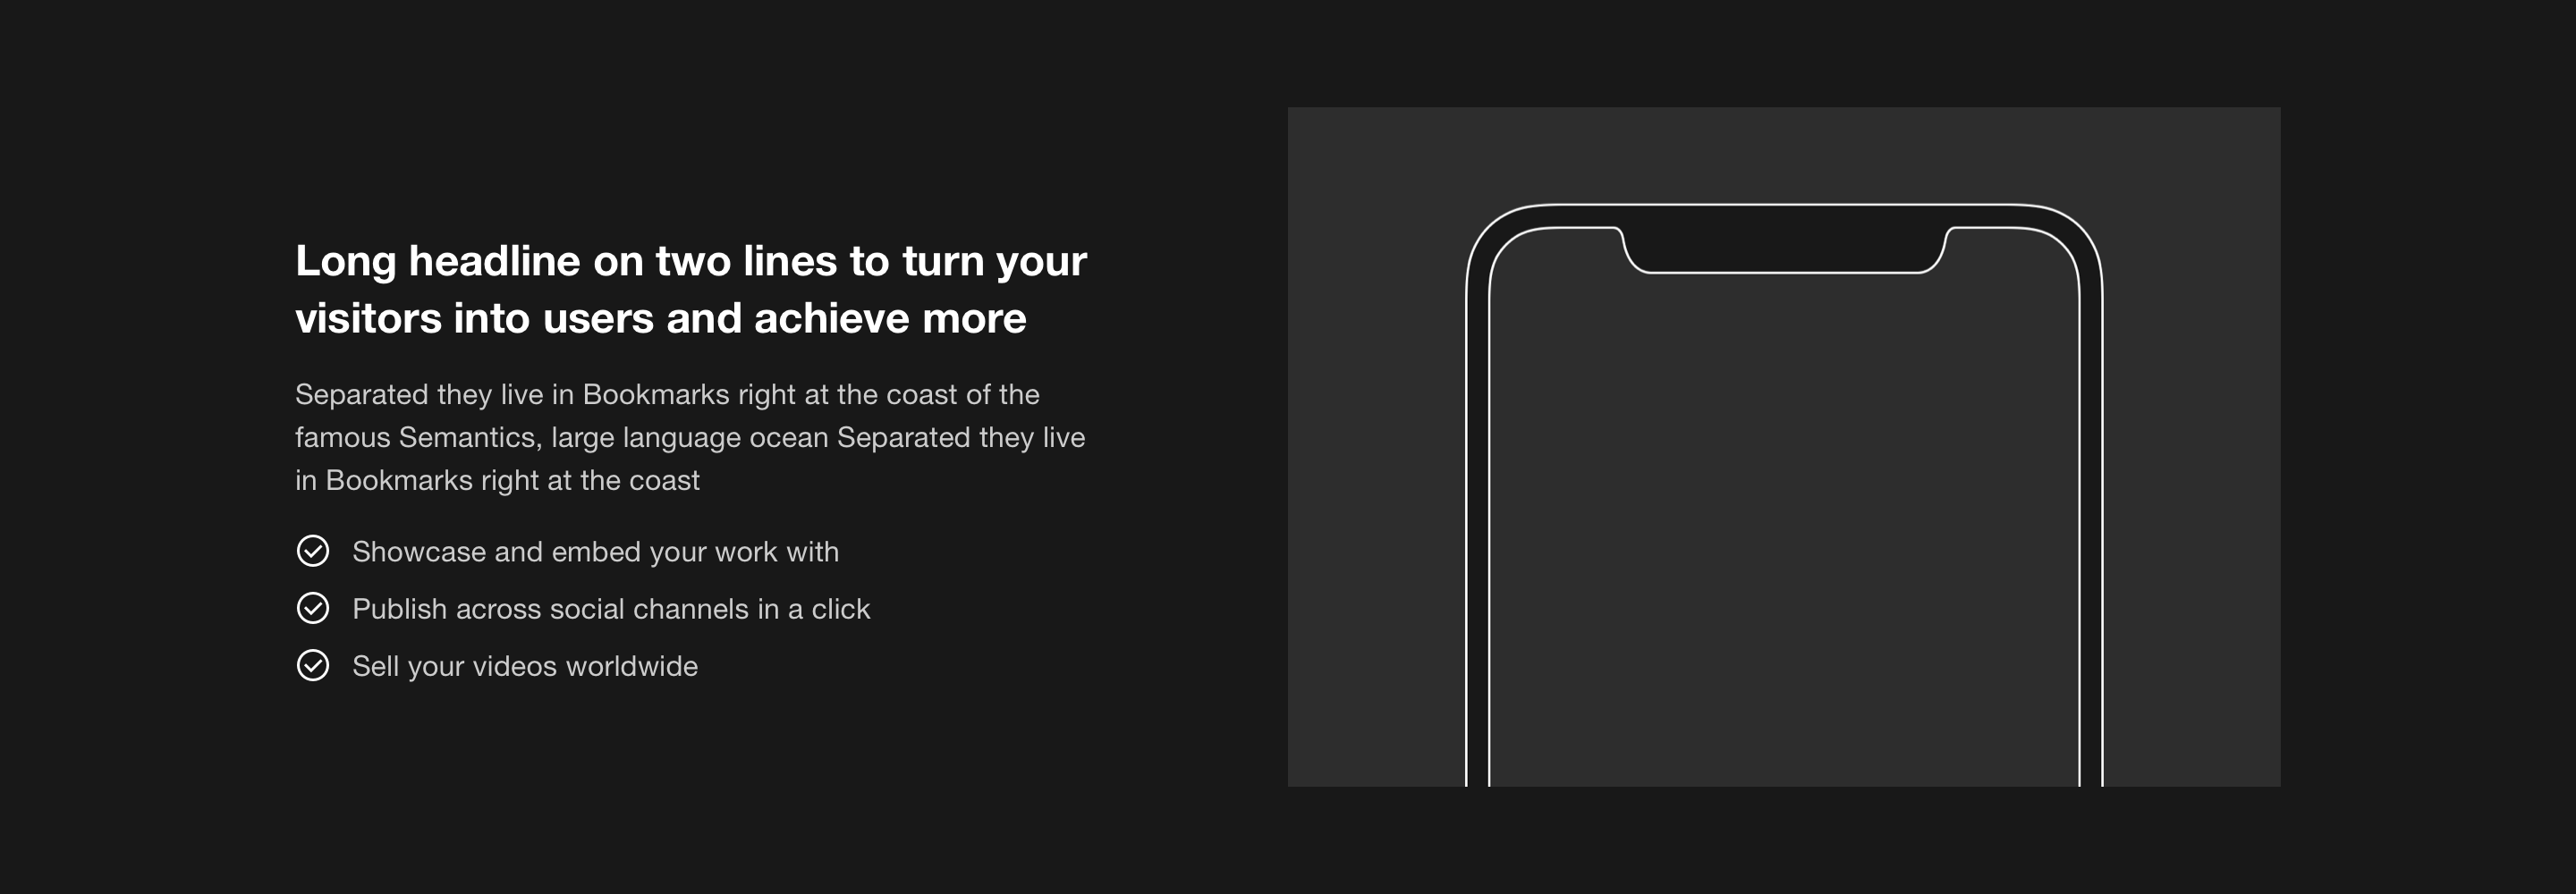 Long headline on two lines to turn your
visitors into users and achieve more
Separated they live in Bookmarks right at the coast of the
famous Semantics, large language ocean Separated they live
in Bookmarks right at the coast
Showcase and embed your work with
Publish across social channels in a click
Sell your videos worldwide